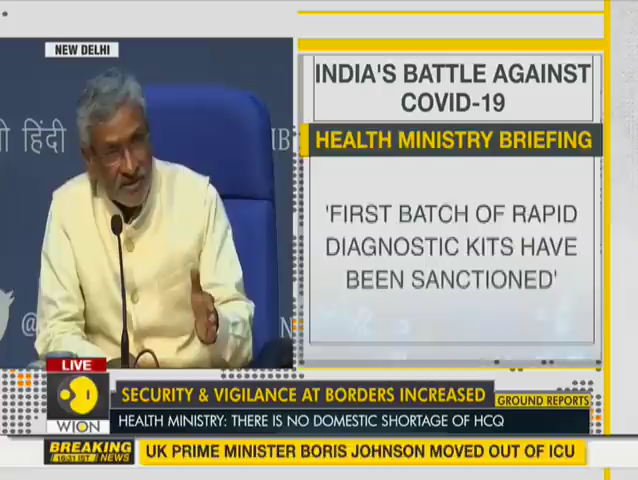 NEW DELHI
हिंदी
INDIA'S BATTLE AGAINST
COVID-19
HEALTH MINISTRY BRIEFING
'FIRST BATCH OF RAPID
DIAGNOSTIC KITS HAVE
BEEN SANCTIONED'
LIVE
WION
SECURITY & VIGILANCE AT BORDERS INCREASED
GROUND REPORTS
HEALTH MINISTRY: THERE IS NO DOMESTIC SHORTAGE OF HCQ
BREAKING
NEWS
UK PRIME MINISTER BORIS JOHNSON MOVED OUT OF ICU